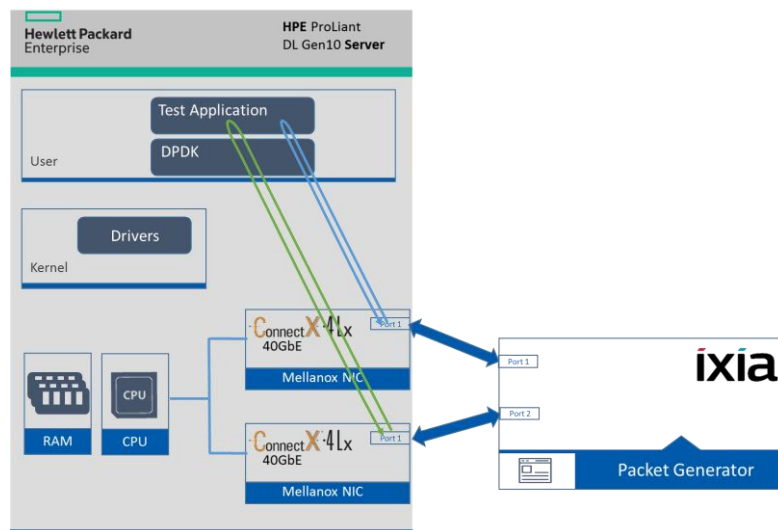 Hewlett Packard
Enterprise
HPE ProLiant
DL Gen10 Server
Test Application
DPDK
User
Drivers
Kernel
ConnectX·4Lx
40GbE
Port 1
Mellanox NIC
Port 1
Port 2
ixia
CPU
RAM
CPU
ConnectX·4Lx
40GbE
Port 1
Mellanox NIC
Packet Generator